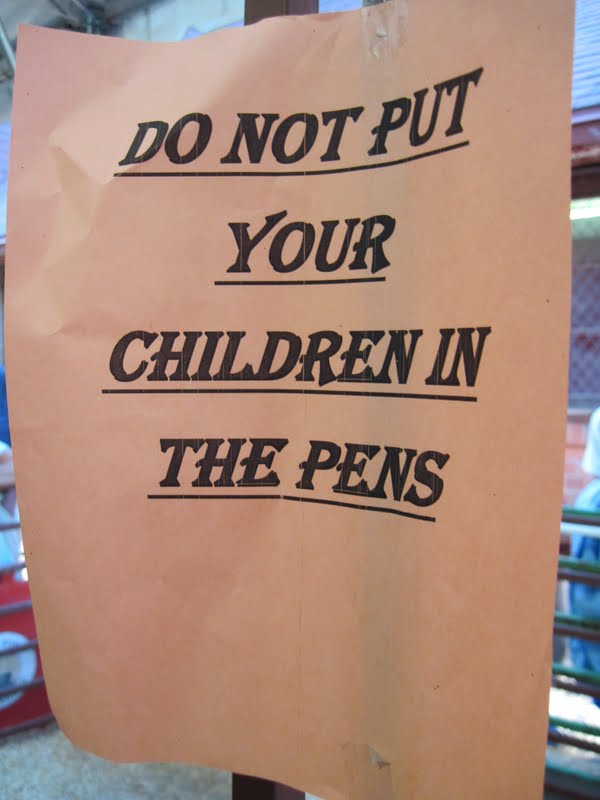 DO NOT PUT
YOUR
CHILDREN IN
THE PENS